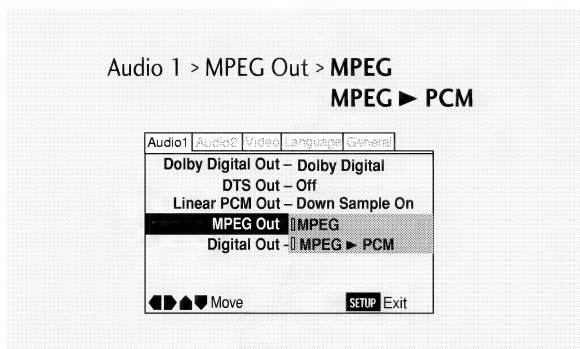 Audio 1 > MPEG Out > MPEG
MPEG ► PCM
Audio1 Audio2 Video Language General
Dolby Digital Out – Dolby Digital
DTS Out – Off
Linear PCM Out – Down Sample On
MPEG Out MPEG
Digital Out - MPEG ► PCM
Move SETUP Exit